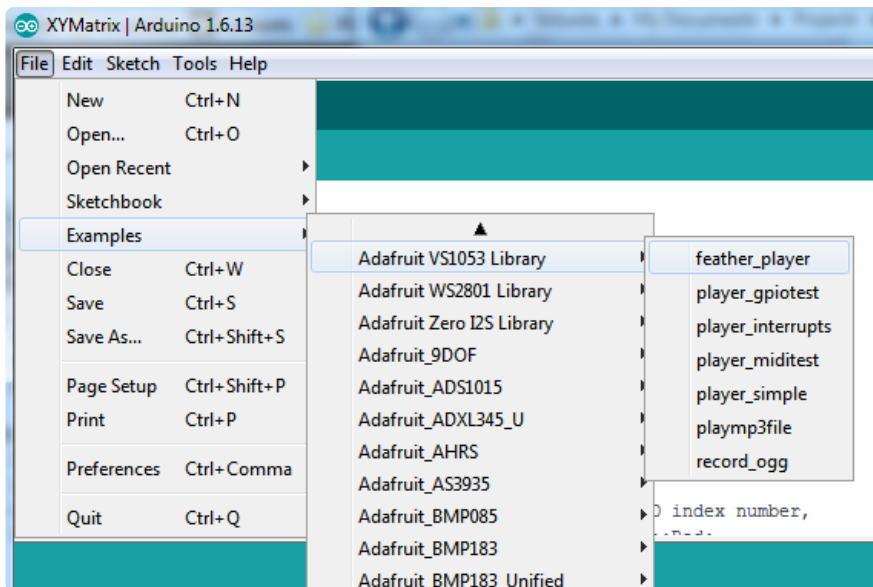 XYMatrix | Arduino 1.6.13
File Edit Sketch Tools Help
New Ctrl+N
Open... Ctrl+O
Open Recent
Sketchbook
Examples
Close Ctrl+W
Save Ctrl+S
Save As... Ctrl+Shift+S
Page Setup Ctrl+Shift+P
Print Ctrl+P
Preferences Ctrl+Comma
Quit Ctrl+Q
Adafruit VS1053 Library
Adafruit WS2801 Library
Adafruit Zero I2S Library
Adafruit_9DOF
Adafruit_ADS1015
Adafruit_ADXL345_U
Adafruit_AHRS
Adafruit_AS3935
Adafruit_BMP085
Adafruit_BMP183
Adafruit_BMP183_Unified
feather_player
player_gpiotest
player_interrupts
player_miditest
player_simple
playmp3file
record_ogg
index number,